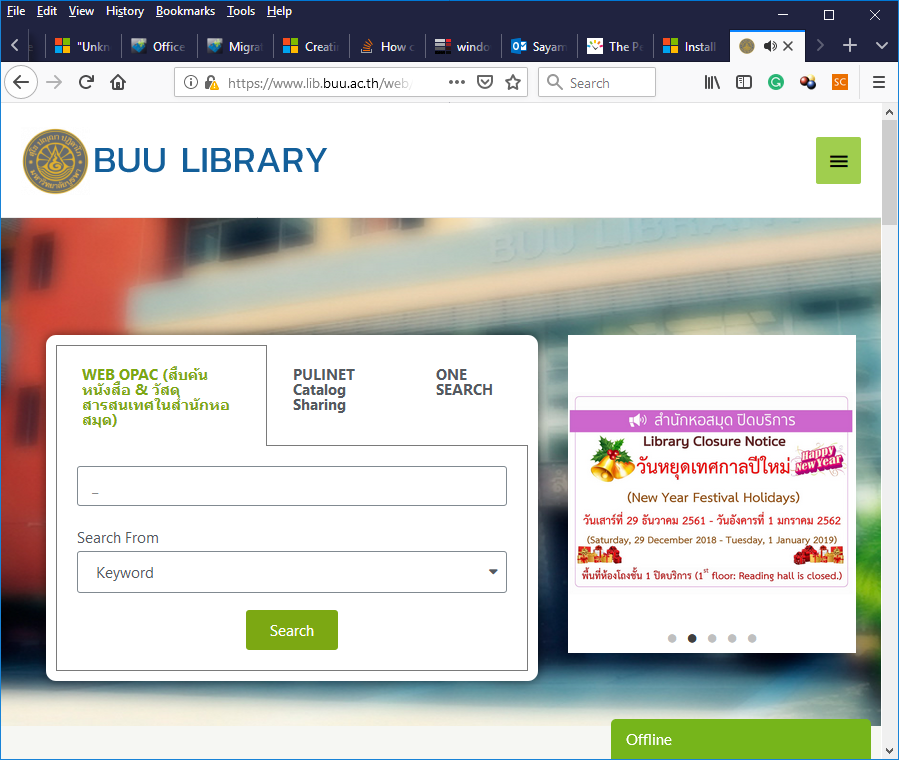 File Edit View History Bookmarks Tools Help
"Unkn
Office
Migrat
Creatin
How c
windo
Sayam
The Pe
Install
https://www.lib.buu.ac.th/web,
Search
SC
BUU LIBRARY
BUU LIBRARY
WEB OPAC (สืบค้น
หนังสือ & วัสดุ
สารสนเทศในสำนักหอ
สมุด)
PULINET
Catalog
Sharing
ONE
SEARCH
_
Search From
Keyword
Search
สำนักหอสมุด ปิดบริการ
Library Closure Notice
วันหยุดเทศกาลปีใหม่
Happy
New Year
(New Year Festival Holidays)
วันเสาร์ที่ 29 ธันวาคม 2561 - วันอังคารที่ 1 มกราคม 2562
(Saturday, 29 December 2018 - Tuesday, 1 January 2019)
พื้นที่ห้องโถงชั้น 1 ปิดบริการ (1st floor: Reading hall is closed.)
Offline